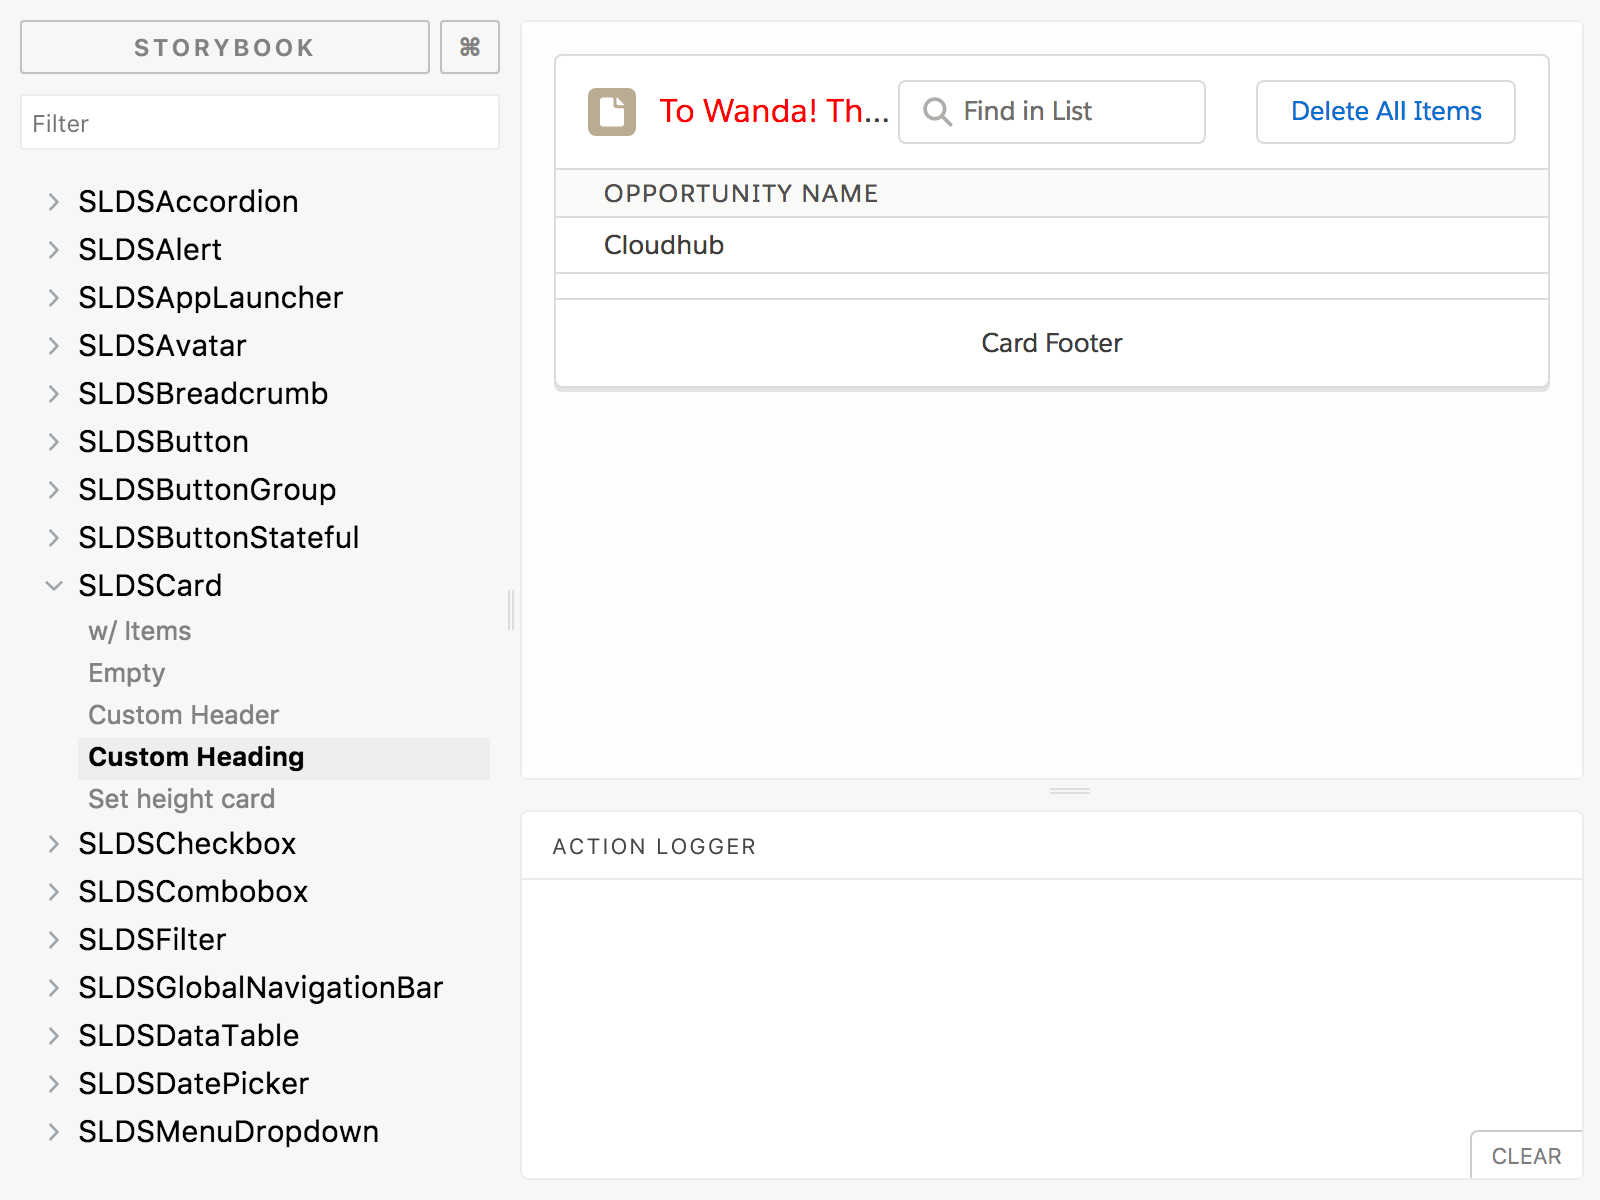 STORYBOOK ⌘
Filter
SLDSAccordion
SLDSAlert
SLDSAppLauncher
SLDSAvatar
SLDSBreadcrumb
SLDSButton
SLDSButtonGroup
SLDSButtonStateful
SLDSCard
w/ Items
Empty
Custom Header
Custom Heading
Set height card
SLDSCheckbox
SLDSCombobox
SLDSFilter
SLDSGlobalNavigationBar
SLDSDataTable
SLDSDatePicker
SLDSMenuDropdown
To Wanda! Th... Find in List Delete All Items
OPPORTUNITY NAME
Cloudhub
Card Footer
ACTION LOGGER
CLEAR